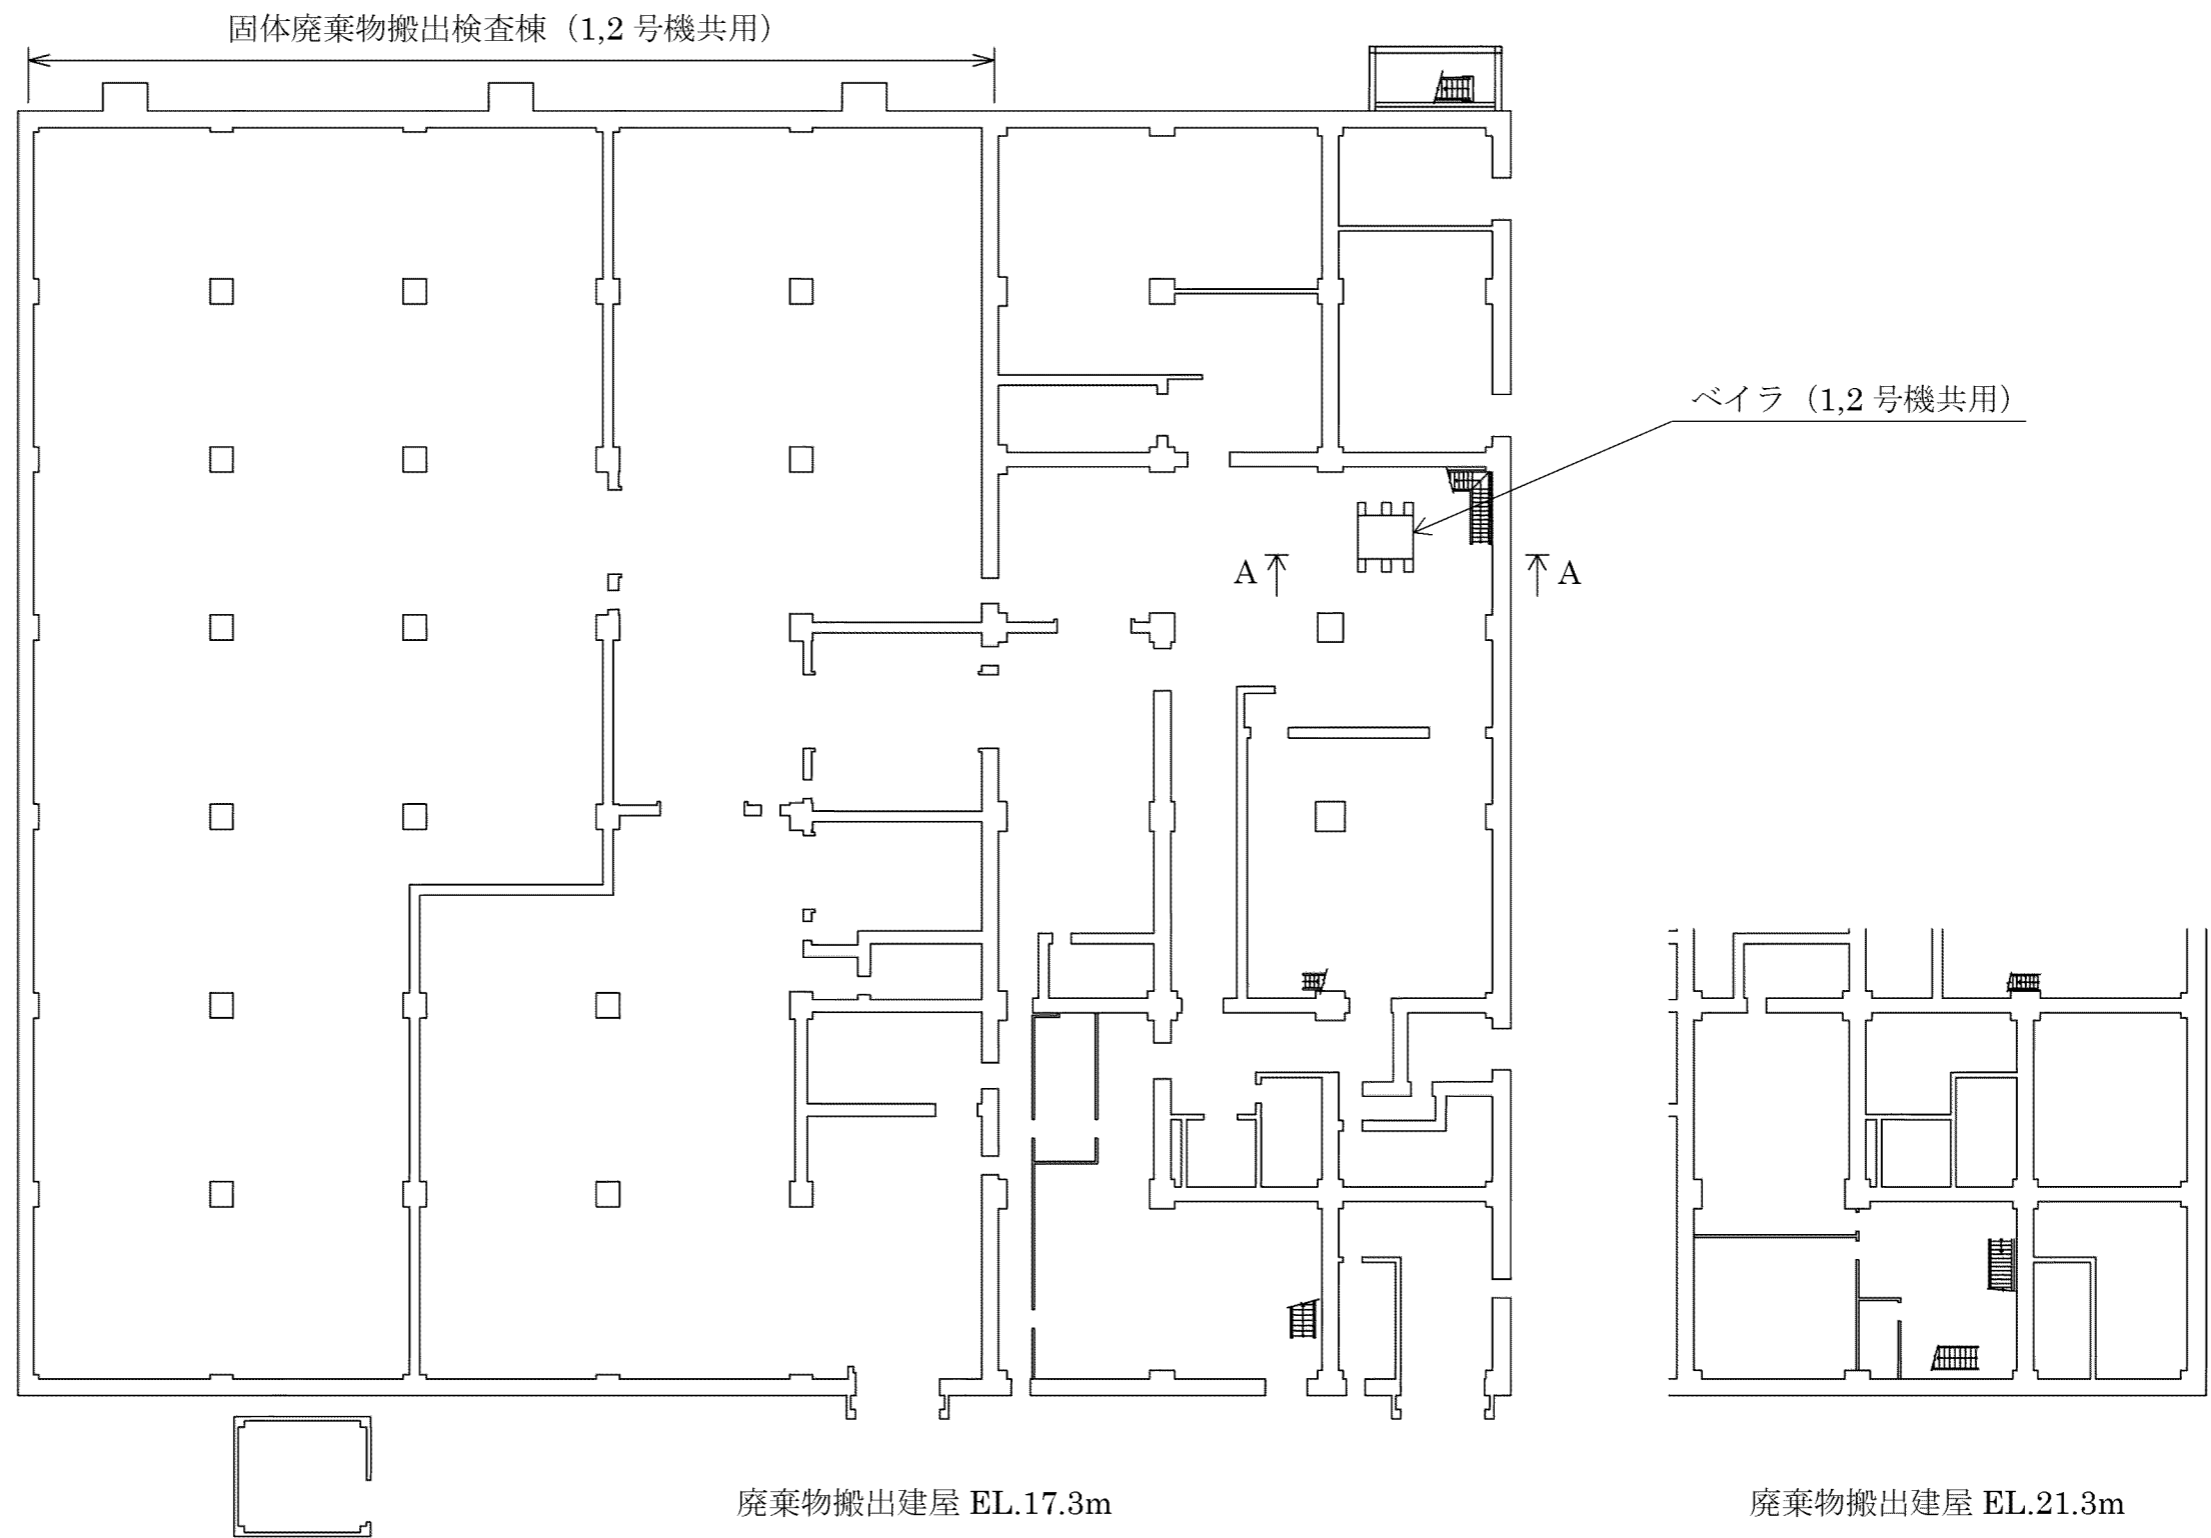 固体廃棄物搬出検査棟（1,2 号機共用）
ベイラ（1,2 号機共用）
A A
廃棄物搬出建屋 EL.17.3m
廃棄物搬出建屋 EL.21.3m